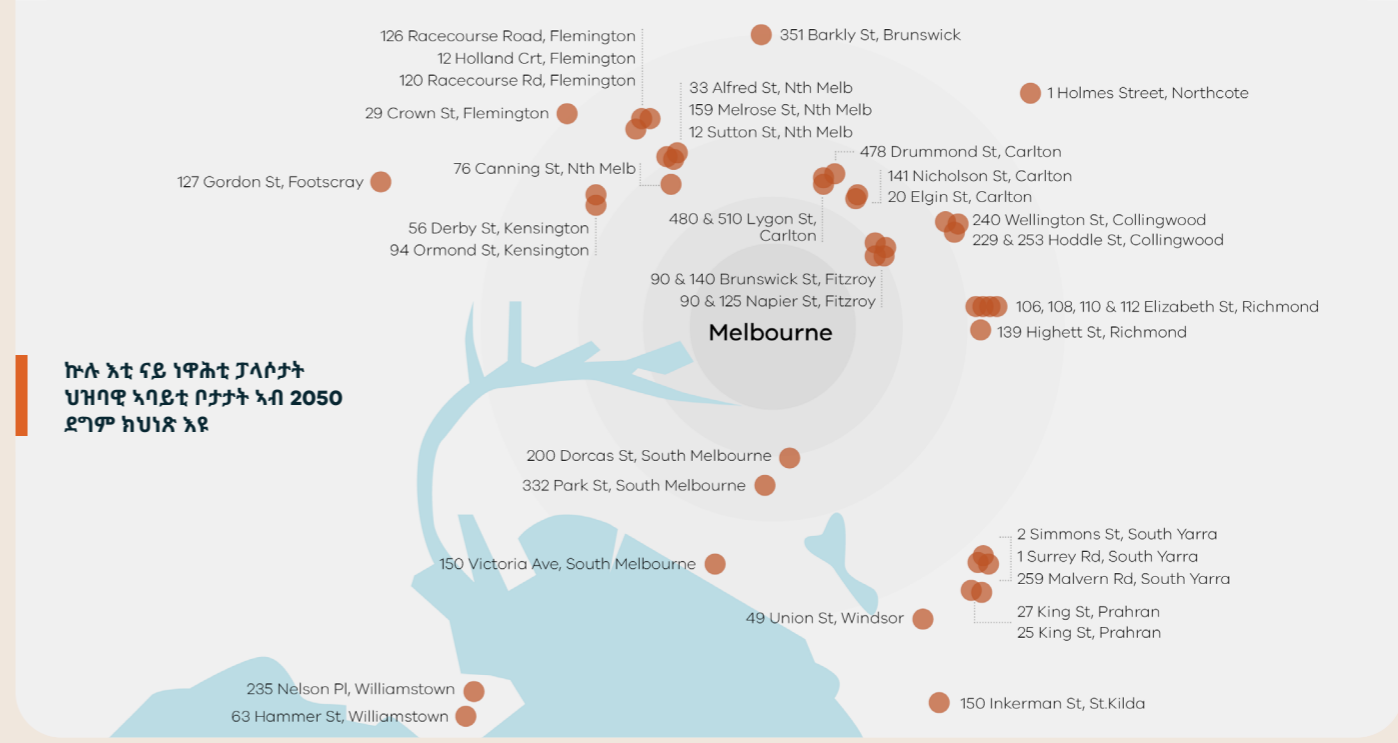 126 Racecourse Road, Flemington
12 Holland Crt, Flemington
120 Racecourse Rd, Flemington
351 Barkly St, Brunswick
33 Alfred St, Nth Melb
159 Melrose St, Nth Melb
12 Sutton St, Nth Melb
1 Holmes Street, Northcote
29 Crown St, Flemington
478 Drummond St, Carlton
76 Canning St, Nth Melb
141 Nicholson St, Carlton
20 Elgin St, Carlton
127 Gordon St, Footscray
480 & 510 Lygon St,
Carlton
240 Wellington St, Collingwood
229 & 253 Hoddle St, Collingwood
56 Derby St, Kensington
94 Ormond St, Kensington
90 & 140 Brunswick St, Fitzroy
90 & 125 Napier St, Fitzroy
106, 108, 110 & 112 Elizabeth St, Richmond
139 Highett St, Richmond
Melbourne
ኵሉ እቲ ናይ ነዋሕቲ ፓላሶታት
ህዝባዊ ኣባይቲ ቦታታት ኣብ 2050
ደግም ክህነጽ እዩ
200 Dorcas St, South Melbourne
332 Park St, South Melbourne
150 Victoria Ave, South Melbourne
2 Simmons St, South Yarra
1 Surrey Rd, South Yarra
259 Malvern Rd, South Yarra
27 King St, Prahran
25 King St, Prahran
49 Union St, Windsor
235 Nelson Pl, Williamstown
63 Hammer St, Williamstown
150 Inkerman St, St.Kilda